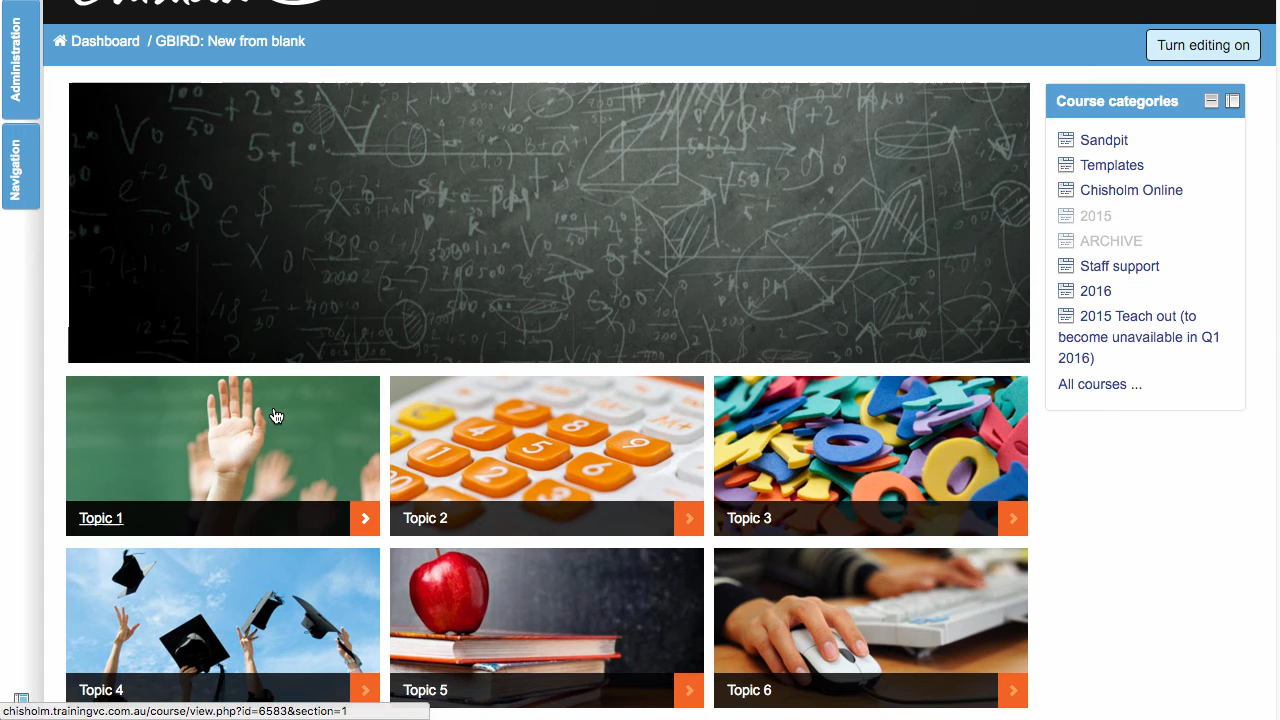 Administration
Navigation
Dashboard / GBIRD: New from blank
Turn editing on
Course categories
Sandpit
Templates
Chisholm Online
2015
ARCHIVE
Staff support
2016
2015 Teach out (to
become unavailable in Q1
2016)
All courses ...
Topic 1
Topic 2
Topic 3
Topic 4
Topic 5
Topic 6
chisholm.trainingvc.com.au/course/view.php?id=6583&section=1